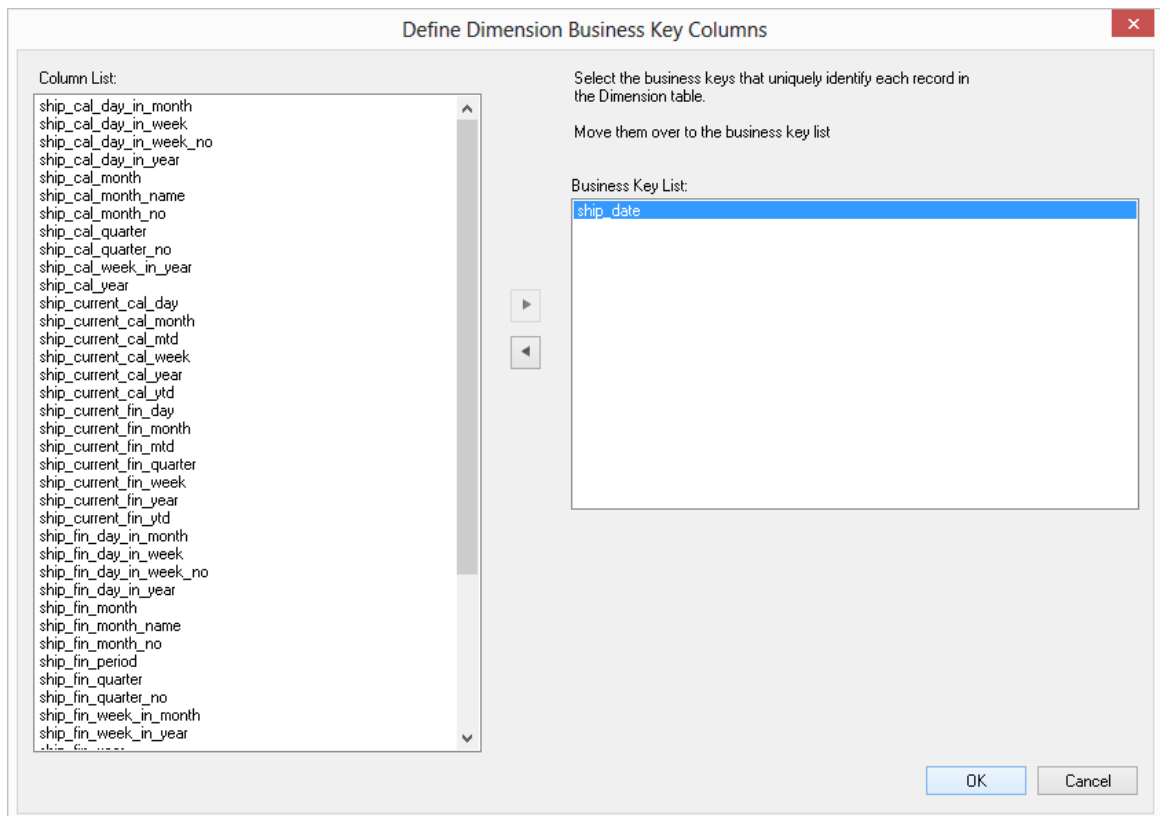 Define Dimension Business Key Columns
Column List:
ship_cal_day_in_month
ship_cal_day_in_week
ship_cal_day_in_week_no
ship_cal_day_in_year
ship_cal_month
ship_cal_month_name
ship_cal_month_no
ship_cal_quarter
ship_cal_quarter_no
ship_cal_week_in_year
ship_cal_year
ship_current_cal_day
ship_current_cal_month
ship_current_cal_mtd
ship_current_cal_week
ship_current_cal_year
ship_current_cal_ytd
ship_current_fin_day
ship_current_fin_month
ship_current_fin_mtd
ship_current_fin_quarter
ship_current_fin_week
ship_current_fin_year
ship_current_fin_ytd
ship_fin_day_in_month
ship_fin_day_in_week
ship_fin_day_in_week_no
ship_fin_day_in_year
ship_fin_month
ship_fin_month_name
ship_fin_month_no
ship_fin_period
ship_fin_quarter
ship_fin_quarter_no
ship_fin_week_in_month
ship_fin_week_in_year
Select the business keys that uniquely identify each record in
the Dimension table.
Move them over to the business key list
Business Key List:
ship_date
OK
Cancel